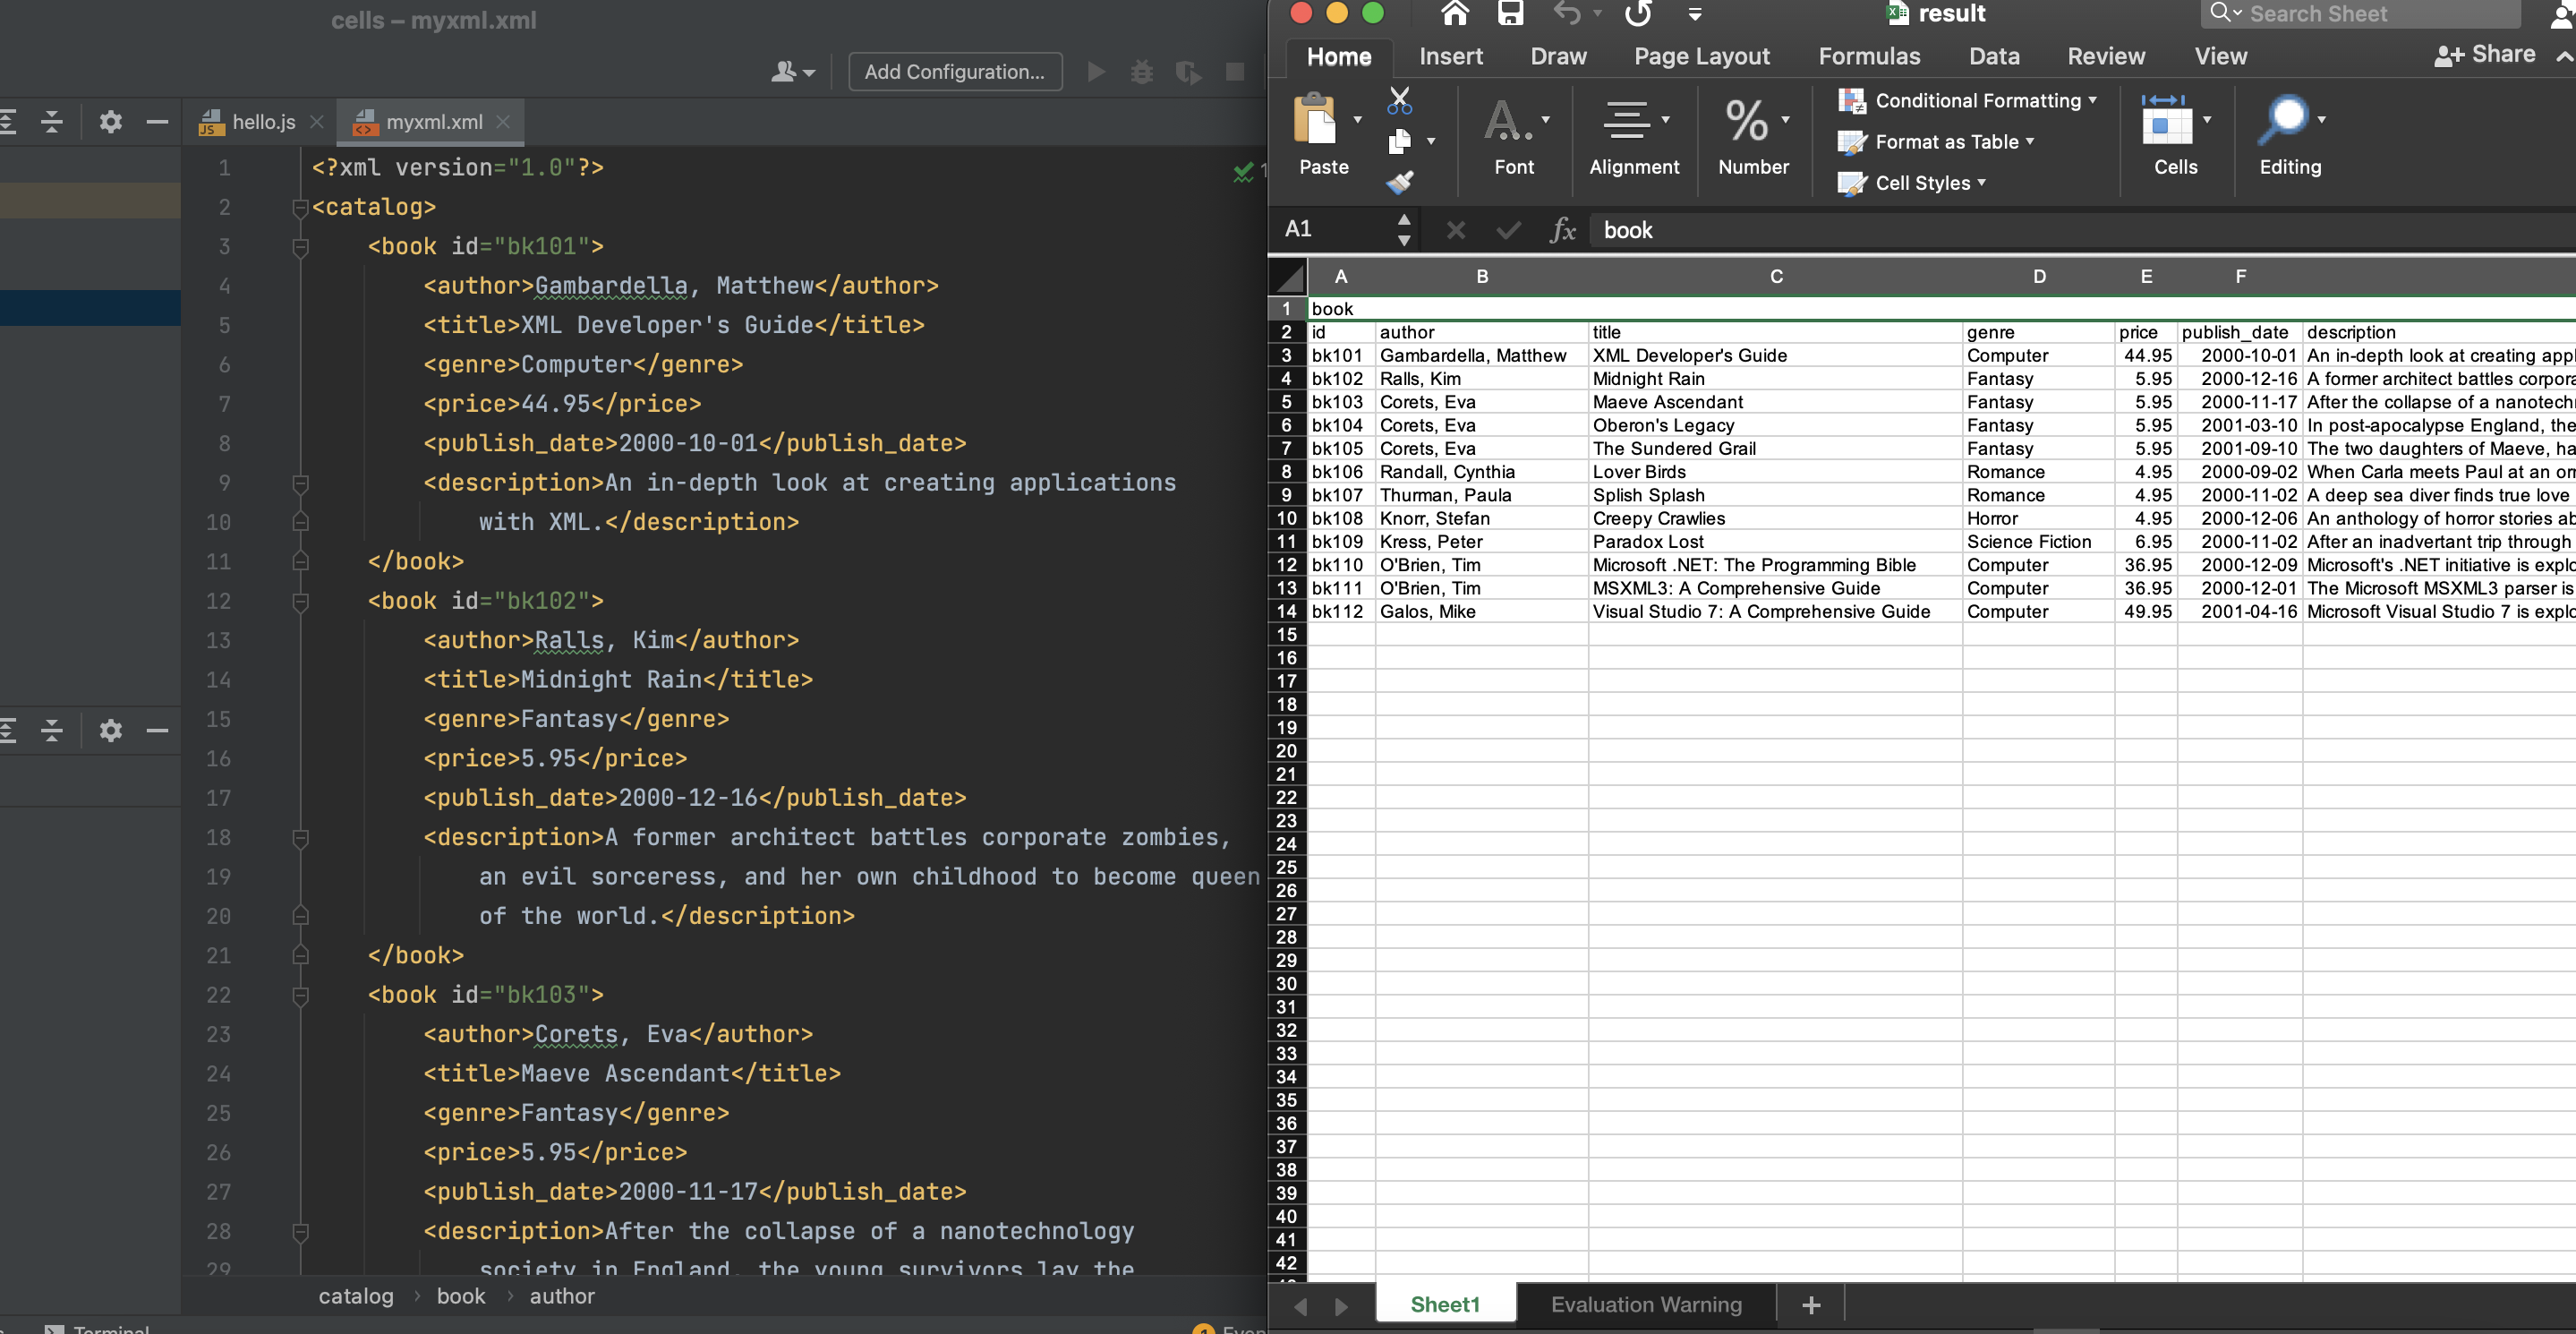 cells – myxml.xml
Add Configuration...
hello.js
myxml.xml
1 <?xml version="1.0"?>
2 <catalog>
3 <book id="bk101">
4 <author>Gambardella, Matthew</author>
5 <title>XML Developer's Guide</title>
6 <genre>Computer</genre>
7 <price>44.95</price>
8 <publish_date>2000-10-01</publish_date>
9 <description>An in-depth look at creating applications
10 with XML.</description>
11 </book>
12 <book id="bk102">
13 <author>Ralls, Kim</author>
14 <title>Midnight Rain</title>
15 <genre>Fantasy</genre>
16 <price>5.95</price>
17 <publish_date>2000-12-16</publish_date>
18 <description>A former architect battles corporate zombies,
19 an evil sorceress, and her own childhood to become queen
20 of the world.</description>
21 </book>
22 <book id="bk103">
23 <author>Corets, Eva</author>
24 <title>Maeve Ascendant</title>
25 <genre>Fantasy</genre>
26 <price>5.95</price>
27 <publish_date>2000-11-17</publish_date>
28 <description>After the collapse of a nanotechnology
29 society in England, the young survivors lay the
catalog › book › author
Terminal
result
Search Sheet
Home Insert Draw Page Layout Formulas Data Review View Share
Paste
Font
Alignment
Number
Conditional Formatting
Format as Table
Cell Styles
Cells
Editing
A1 fx book
A B C D E F
1 book
2 id author title genre price publish_date description
3 bk101 Gambardella, Matthew XML Developer's Guide Computer 44.95 2000-10-01 An in-depth look at creating appl
4 bk102 Ralls, Kim Midnight Rain Fantasy 5.95 2000-12-16 A former architect battles corpora
5 bk103 Corets, Eva Maeve Ascendant Fantasy 5.95 2000-11-17 After the collapse of a nanotech
6 bk104 Corets, Eva Oberon's Legacy Fantasy 5.95 2001-03-10 In post-apocalypse England, the
7 bk105 Corets, Eva The Sundered Grail Fantasy 5.95 2001-09-10 The two daughters of Maeve, ha
8 bk106 Randall, Cynthia Lover Birds Romance 4.95 2000-09-02 When Carla meets Paul at an
9 bk107 Thurman, Paula Splish Splash Romance 4.95 2000-11-02 A deep sea diver finds true love
10 bk108 Knorr, Stefan Creepy Crawlies Horror 4.95 2000-12-06 An anthology of horror stories ab
11 bk109 Kress, Peter Paradox Lost Science Fiction 6.95 2000-11-02 After an inadvertant trip through
12 bk110 O'Brien, Tim Microsoft .NET: The Programming Bible Computer 36.95 2000-12-09 Microsoft's .NET initiative is explo
13 bk111 O'Brien, Tim MSXML3: A Comprehensive Guide Computer 36.95 2000-12-01 The Microsoft MSXML3 parser is
14 bk112 Galos, Mike Visual Studio 7: A Comprehensive Guide Computer 49.95 2001-04-16 Microsoft Visual Studio 7 is explo
15
16
17
18
19
20
21
22
23
24
25
26
27
28
29
30
31
32
33
34
35
36
37
38
39
40
41
42
Sheet1 Evaluation Warning +